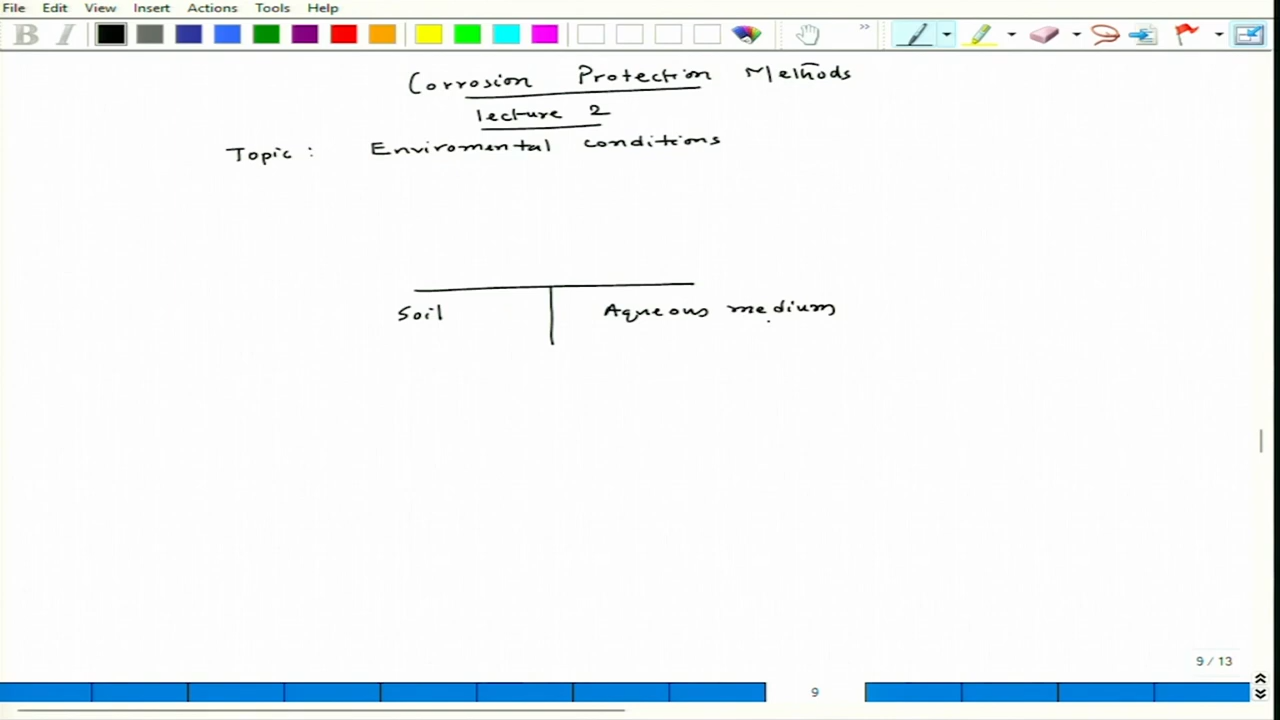 File Edit View Insert Actions Tools Help
B I
Corrosion Protection Methods
lecture 2
Topic : Enviromental conditions
Soil Aqueous medium
9 / 13
9